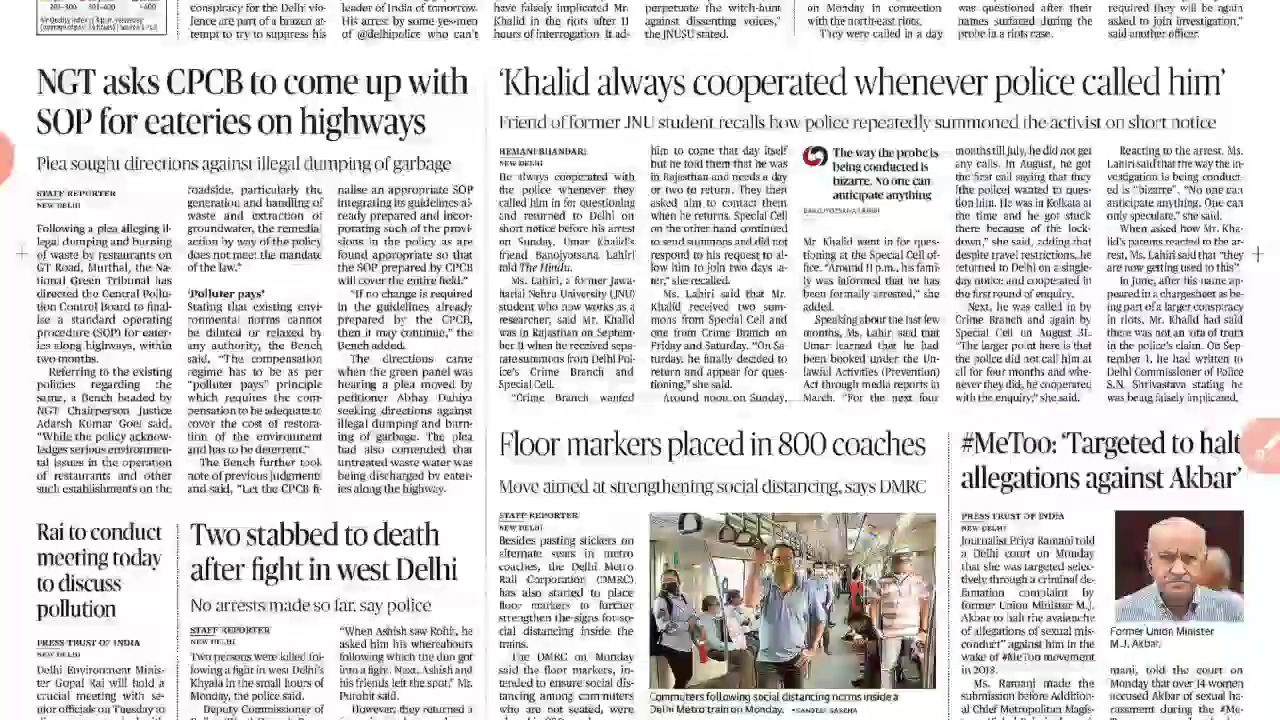 201-300 301-400 >400
conspiracy for the Delhi vio-
lence are part of a brazen at-
tempt to try to suppress his
leader of India of tomorrow.
His arrest by some yes-men
of @delhipolice who can't
have falsely implicated Mr.
Khalid in the riots after 11
hours of interrogation. It ad-
perpetuate the witch-hunt
against dissenting voices,"
the JNUSU stated.
on Monday in connection
with the north-east riots.
They were called in a day
was questioned after their
names surfaced during the
probe in a riots case.
required they will be again
asked to join investigation,"
said another officer.
NGT asks CPCB to come up with
SOP for eateries on highways
Plea sought directions against illegal dumping of garbage
STAFF REPORTER
NEW DELHI
Following a plea alleging il-
legal dumping and burning
of waste by restaurants on
GT Road, Murthal, the Na-
tional Green Tribunal has
directed the Central Pollu-
tion Control Board to final-
ise a standard operating
procedure (SOP) for eater-
ies along highways, within
two months.
Referring to the existing
policies regarding the
same, a Bench headed by
NGT Chairperson Justice
Adarsh Kumar Goel said,
"While the policy acknow-
ledges serious environmen-
tal issues in the operation
of restaurants and other
such establishments on the
roadside, particularly the
generation and handling of
waste and extraction of
groundwater, the remedial
action by way of the policy
does not meet the mandate
of the law."
'Polluter pays'
Stating that existing envi-
ronmental norms cannot
be diluted or relaxed by
any authority, the Bench
said, "The compensation
regime has to be as per
"polluter pays" principle
which requires the com-
pensation to be adequate to
cover the cost of restora-
tion of the environment
and has to be deterrent."
The Bench further took
note of previous judgment
and said, "Let the CPCB fi-
nalise an appropriate SOP
integrating its guidelines al-
ready prepared and incor-
porating such of the provi-
sions in the policy as are
found appropriate so that
the SOP prepared by CPCB
will cover the entire field."
"If no change is required
in the guidelines already
prepared by the CPCB,
then it may continue," the
Bench added.
The directions came
when the green panel was
hearing a plea moved by
petitioner Abhay Dahiya
seeking directions against
illegal dumping and burn-
ing of garbage. The plea
had also contended that
untreated waste water was
being discharged by eater-
ies along the highway.
'Khalid always cooperated whenever police called him'
Friend of former JNU student recalls how police repeatedly summoned the activist on short notice
HEMANI BHANDARI
NEW DELHI
He always cooperated with
the police whenever they
called him in for questioning
and returned to Delhi on
short notice before his arrest
on Sunday, Umar Khalid's
friend Banojyotsna Lahiri
told The Hindu.
Ms. Lahiri, a former Jawa-
harlal Nehru University (JNU)
student who now works as a
researcher, said Mr. Khalid
was in Rajasthan on Septem-
ber 11 when he received sepa-
rate summons from Delhi Pol-
ice's Crime Branch and
Special Cell.
"Crime Branch wanted
him to come that day itself
but he told them that he was
in Rajasthan and needs a day
or two to return. They then
asked him to contact them
when he returns. Special Cell
on the other hand continued
to send summons and did not
respond to his request to al-
low him to join two days la-
ter," she recalled.
Ms. Lahiri said that Mr.
Khalid received two sum-
mons from Special Cell and
one from Crime Branch on
Friday and Saturday. "On Sa-
turday, he finally decided to
return and appear for ques-
tioning," she said.
Around noon on Sunday,
The way the probe is
being conducted is
bizarre. No one can
anticipate anything
BANOJYOTSNA LAHIRI
Mr. Khalid went in for ques-
tioning at the Special Cell of-
fice. "Around 11 p.m., his fami-
ly was informed that he has
been formally arrested," she
added.
Speaking about the last few
months, Ms. Lahiri said that
Umar learned that he had
been booked under the Un-
lawful Activities (Prevention)
Act through media reports in
March. "For the next four
months till July, he did not get
any calls. In August, he got
the first call saying that they
[the police] wanted to ques-
tion him. He was in Kolkata at
the time and he got stuck
there because of the lock-
down," she said, adding that
despite travel restrictions, he
returned to Delhi on a single-
day notice and cooperated in
the first round of enquiry.
Next, he was called in by
Crime Branch and again by
Special Cell on August 31.
"The larger point here is that
the police did not call him at
all for four months and whe-
never they did, he cooperated
with the enquiry," she said.
Reacting to the arrest, Ms.
Lahiri said that the way the in-
vestigation is being conduct-
ed is "bizarre". "No one can
anticipate anything. One can
only speculate," she said.
When asked how Mr. Kha-
lid's parents reacted to the ar-
rest, Ms. Lahiri said that "they
are now getting used to this".
In June, after his name ap-
peared in a chargesheet as be-
ing part of a larger conspiracy
in riots, Mr. Khalid had said
there was not an iota of truth
in the police's claim. On Sep-
tember 1, he had written to
Delhi Commissioner of Police
S.N. Shrivastava stating he
was being falsely implicated.
Floor markers placed in 800 coaches
Move aimed at strengthening social distancing, says DMRC
STAFF REPORTER
NEW DELHI
Besides pasting stickers on
alternate seats in metro
coaches, the Delhi Metro
Rail Corporation (DMRC)
has also started to place
floor markers to further
strengthen the signs for so-
cial distancing inside the
trains.
The DMRC on Monday
said the floor markers, in-
tended to ensure social dis-
tancing among commuters
who are not seated, were
Commuters following social distancing norms inside a
Delhi Metro train on Monday. • SANDEEP SAXENA
#MeToo: 'Targeted to halt
allegations against Akbar'
PRESS TRUST OF INDIA
NEW DELHI
Journalist Priya Ramani told
a Delhi court on Monday
that she was targeted selec-
tively through a criminal de-
famation complaint by
former Union Minister M.J.
Akbar to halt the avalanche
of allegations of sexual mis-
conduct" against him in the
wake of #MeToo movement
in 2018.
Ms. Ramani made the
submission before Addition-
al Chief Metropolitan Magis-
Former Union Minister
M.J. Akbar.
mani, told the court on
Monday that over 14 women
accused Akbar of sexual ha-
rassment during the #Me-
Rai to conduct
meeting today
to discuss
pollution
PRESS TRUST OF INDIA
NEW DELHI
Delhi Environment Minis-
ter Gopal Rai will hold a
crucial meeting with se-
nior officials on Tuesday to
Two stabbed to death
after fight in west Delhi
No arrests made so far, say police
STAFF REPORTER
NEW DELHI
Two persons were killed fol-
lowing a fight in west Delhi's
Khyala in the small hours of
Monday, the police said.
Deputy Commissioner of
"When Ashish saw Rohit, he
asked him his whereabouts
following which the duo got
into a fight. Next, Ashish and
his friends left the spot," Mr.
Purohit said.
However, they returned a